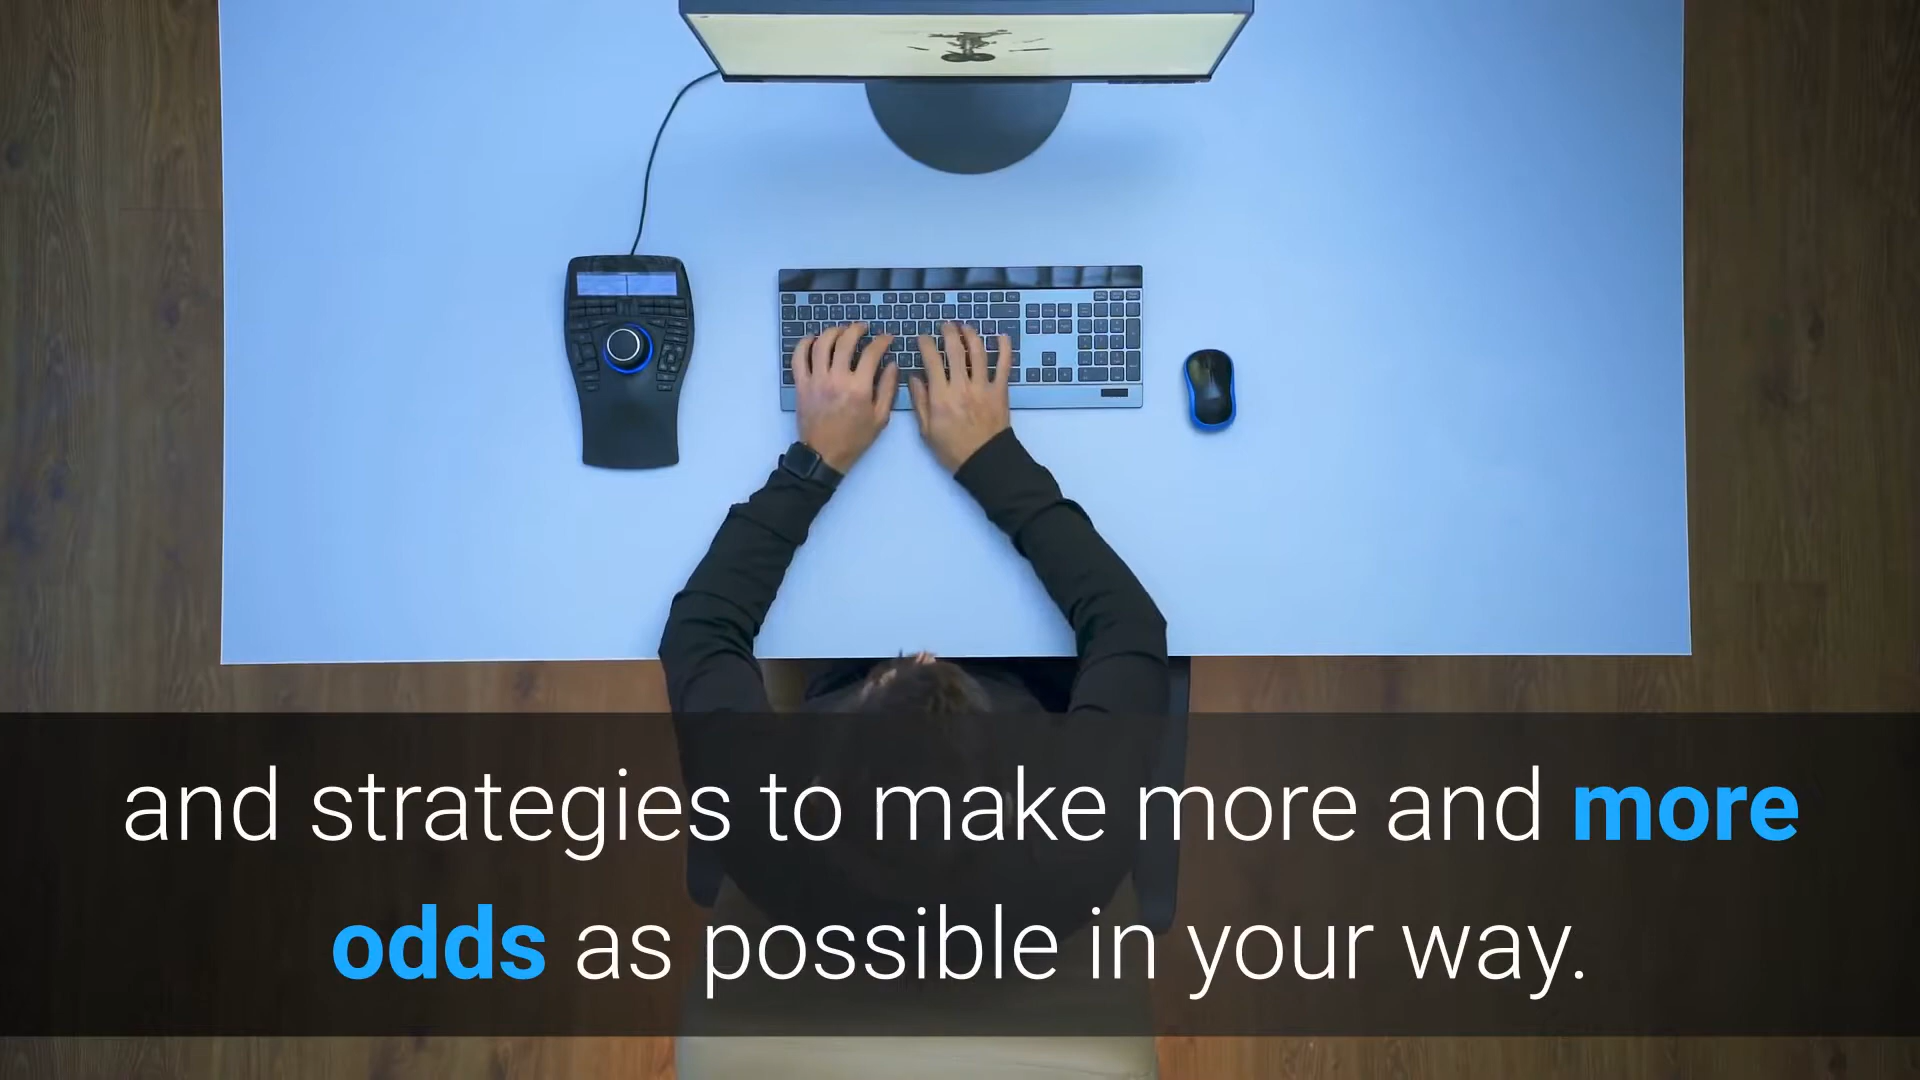 and strategies to make more and more
odds as possible in your way.